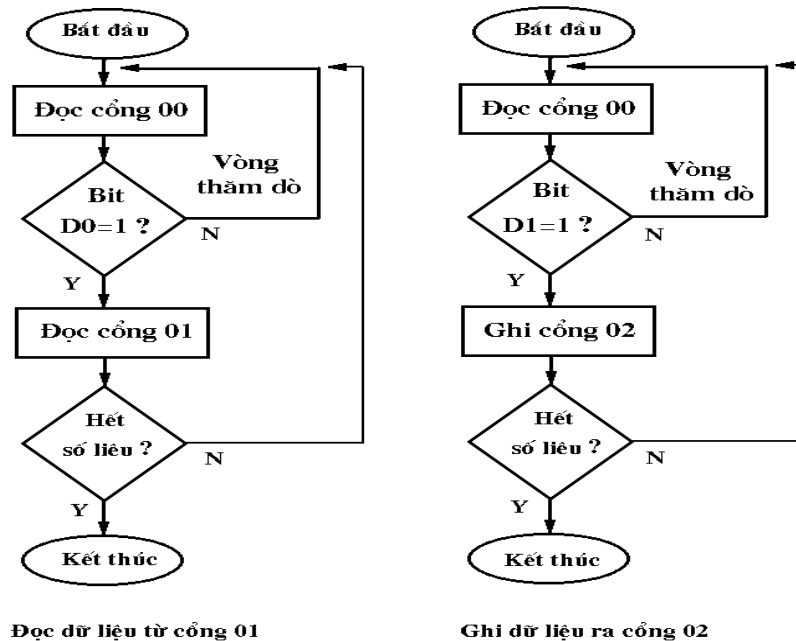 Bắt đầu
Đọc cổng 00
Vòng
thăm dò
Bit
D0=1 ?
N
Y
Đọc cổng 01
Hết
số liêu ?
N
Y
Kết thúc
Đọc dữ liệu từ cổng 01
Bắt đầu
Đọc cổng 00
Vòng
thăm dò
Bit
D1=1 ?
N
Y
Ghi cổng 02
Hết
số liêu ?
N
Y
Kết thúc
Ghi dữ liệu ra cổng 02